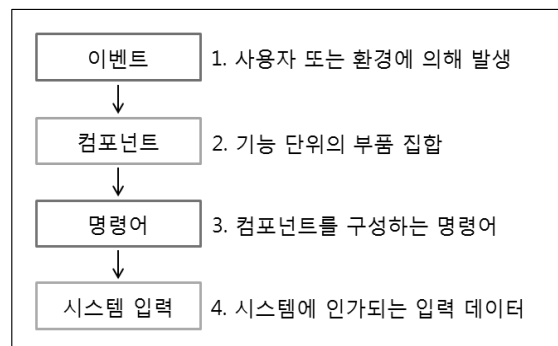 이벤트 1. 사용자 또는 환경에 의해 발생
컴포넌트 2. 기능 단위의 부품 집합
명령어 3. 컴포넌트를 구성하는 명령어
시스템 입력 4. 시스템에 인가되는 입력 데이터